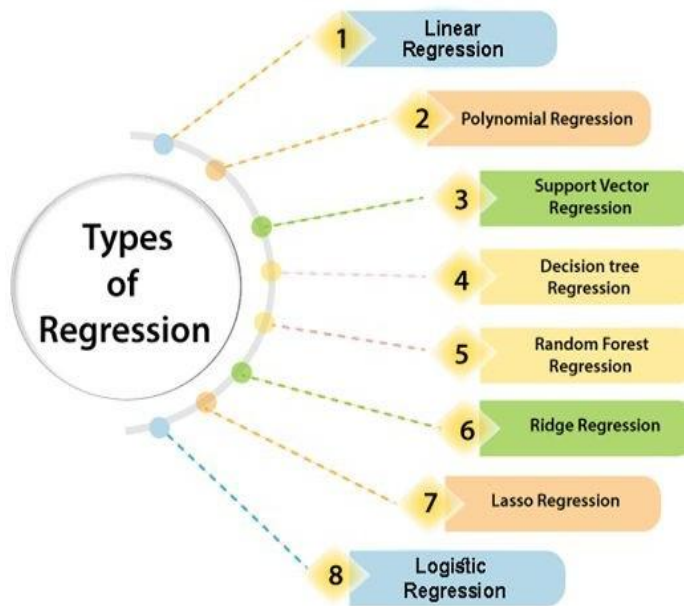 Types
of
Regression
1
Linear
Regression
2
Polynomial Regression
3
Support Vector
Regression
4
Decision tree
Regression
5
Random Forest
Regression
6
Ridge Regression
7
Lasso Regression
8
Logistic
Regression